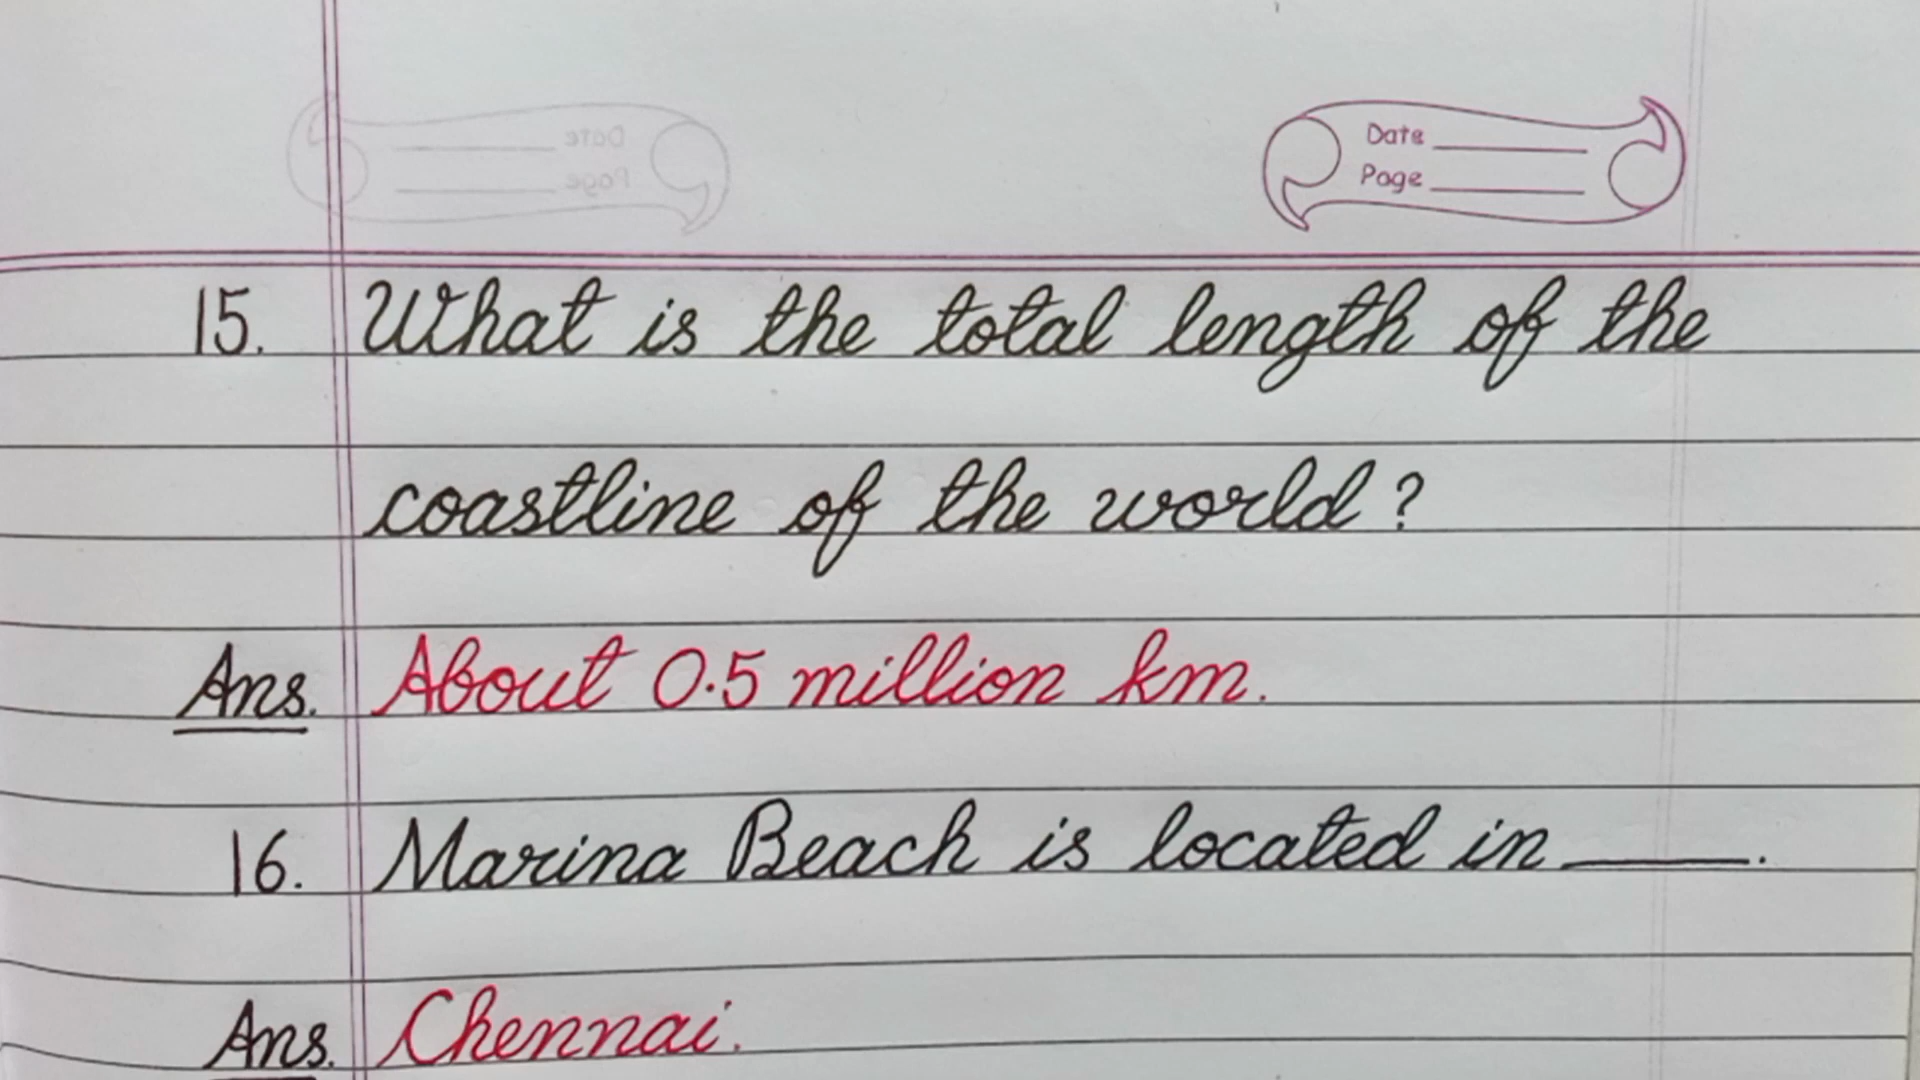 Date
Page
15. What is the total length of the
coastline of the world?
Ans. About 0.5 million km.
16. Marina Beach is located in ______.
Ans. Chennai.